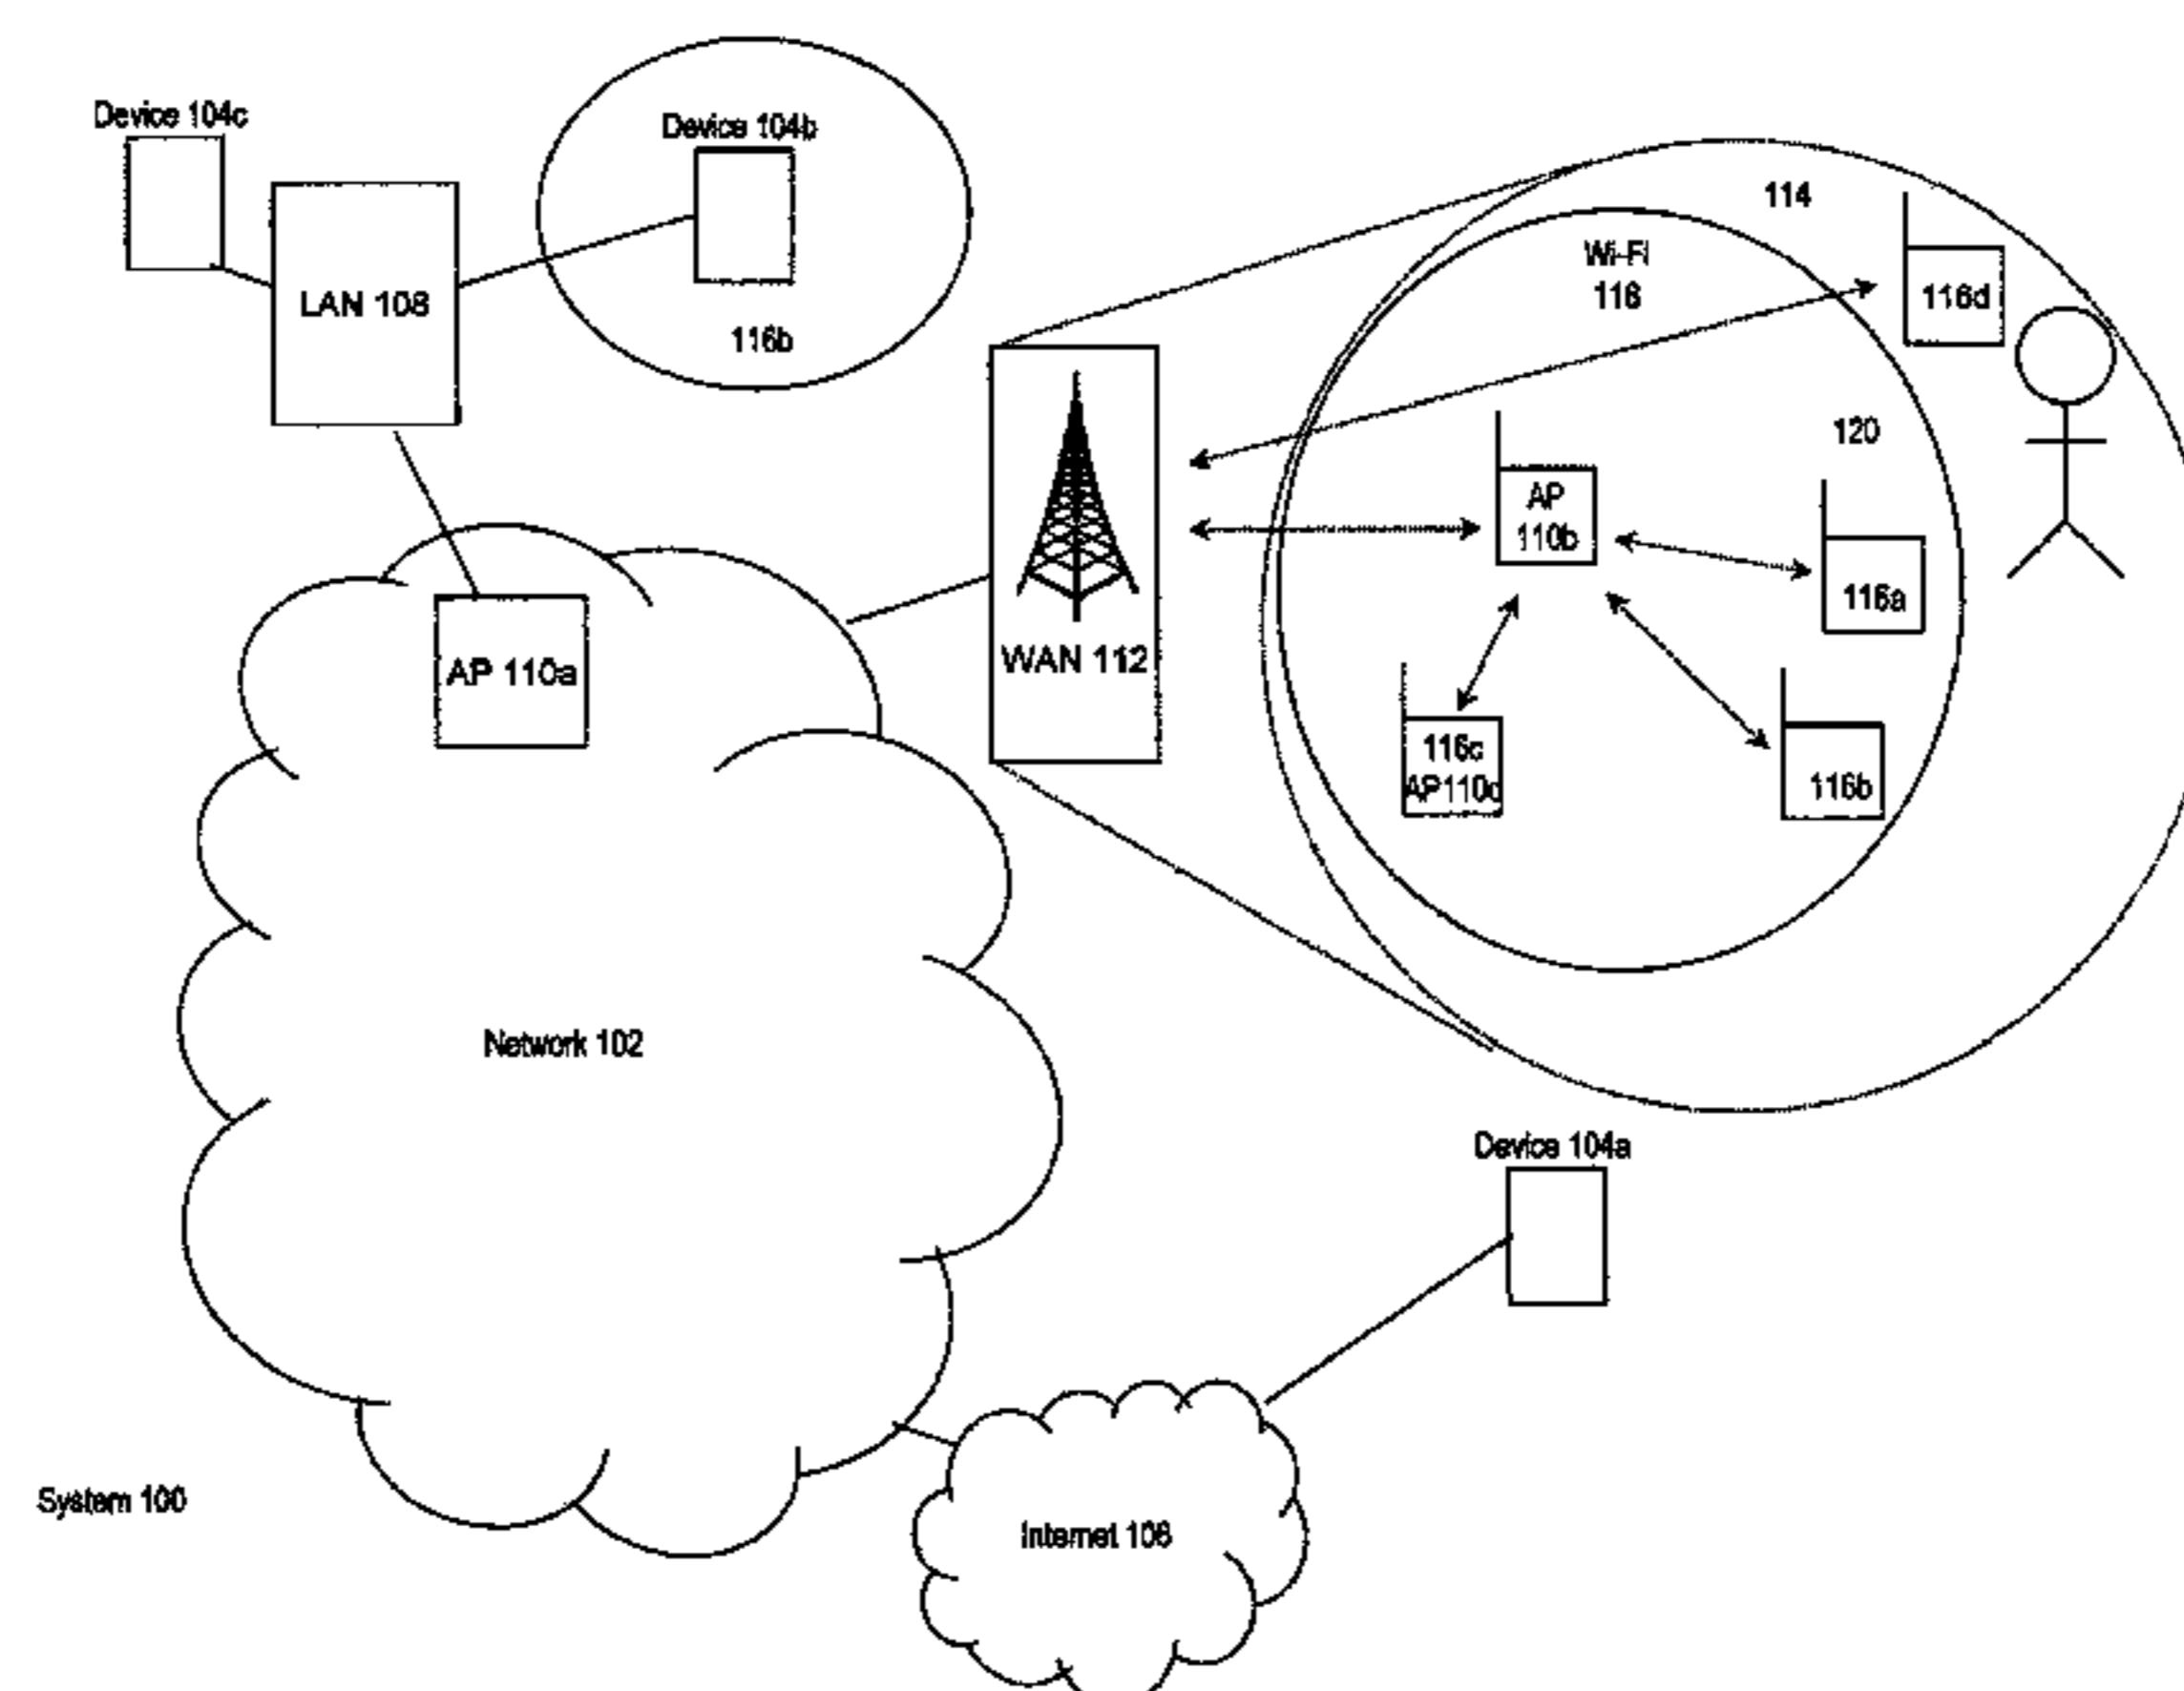 Device 104c
Device 104b
LAN 108
116b
114
Wi-Fi
116
116d
120
AP
110b
116a
AP 110a
WAN 112
116c
AP110c
116b
Network 102
Device 104a
System 100
Internet 106